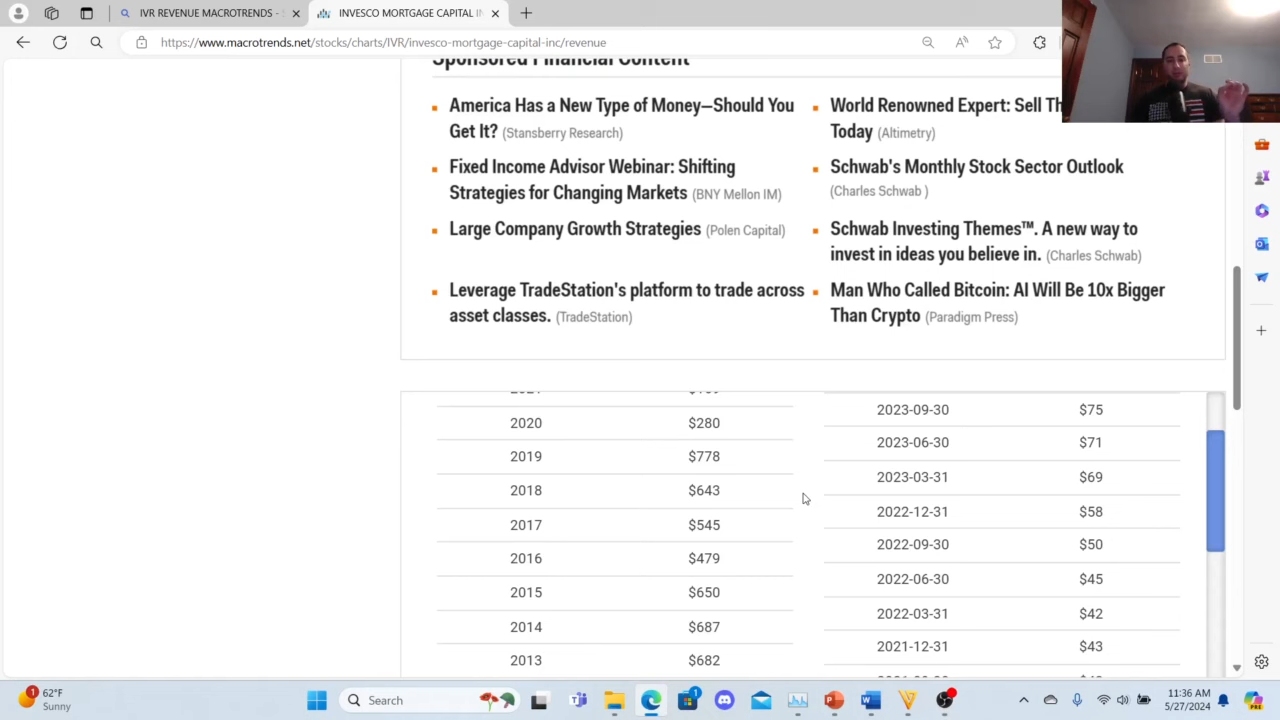 IVR REVENUE MACROTRENDS -
INVESCO MORTGAGE CAPITAL IN
https://www.macrotrends.net/stocks/charts/IVR/invesco-mortgage-capital-inc/revenue
Sponsored Financial Content
America Has a New Type of Money—Should You
Get It? (Stansberry Research)
Fixed Income Advisor Webinar: Shifting
Strategies for Changing Markets (BNY Mellon IM)
Large Company Growth Strategies (Polen Capital)
Leverage TradeStation's platform to trade across
asset classes. (TradeStation)
World Renowned Expert: Sell
Today (Altimetry)
Schwab's Monthly Stock Sector Outlook
(Charles Schwab )
Schwab Investing Themes™. A new way to
invest in ideas you believe in. (Charles Schwab)
Man Who Called Bitcoin: AI Will Be 10x Bigger
Than Crypto (Paradigm Press)
2020 $280
2019 $778
2018 $643
2017 $545
2016 $479
2015 $650
2014 $687
2013 $682
2023-09-30 $75
2023-06-30 $71
2023-03-31 $69
2022-12-31 $58
2022-09-30 $50
2022-06-30 $45
2022-03-31 $42
2021-12-31 $43
1
62°F
Sunny
Search
1
11:36 AM
5/27/2024
PRE